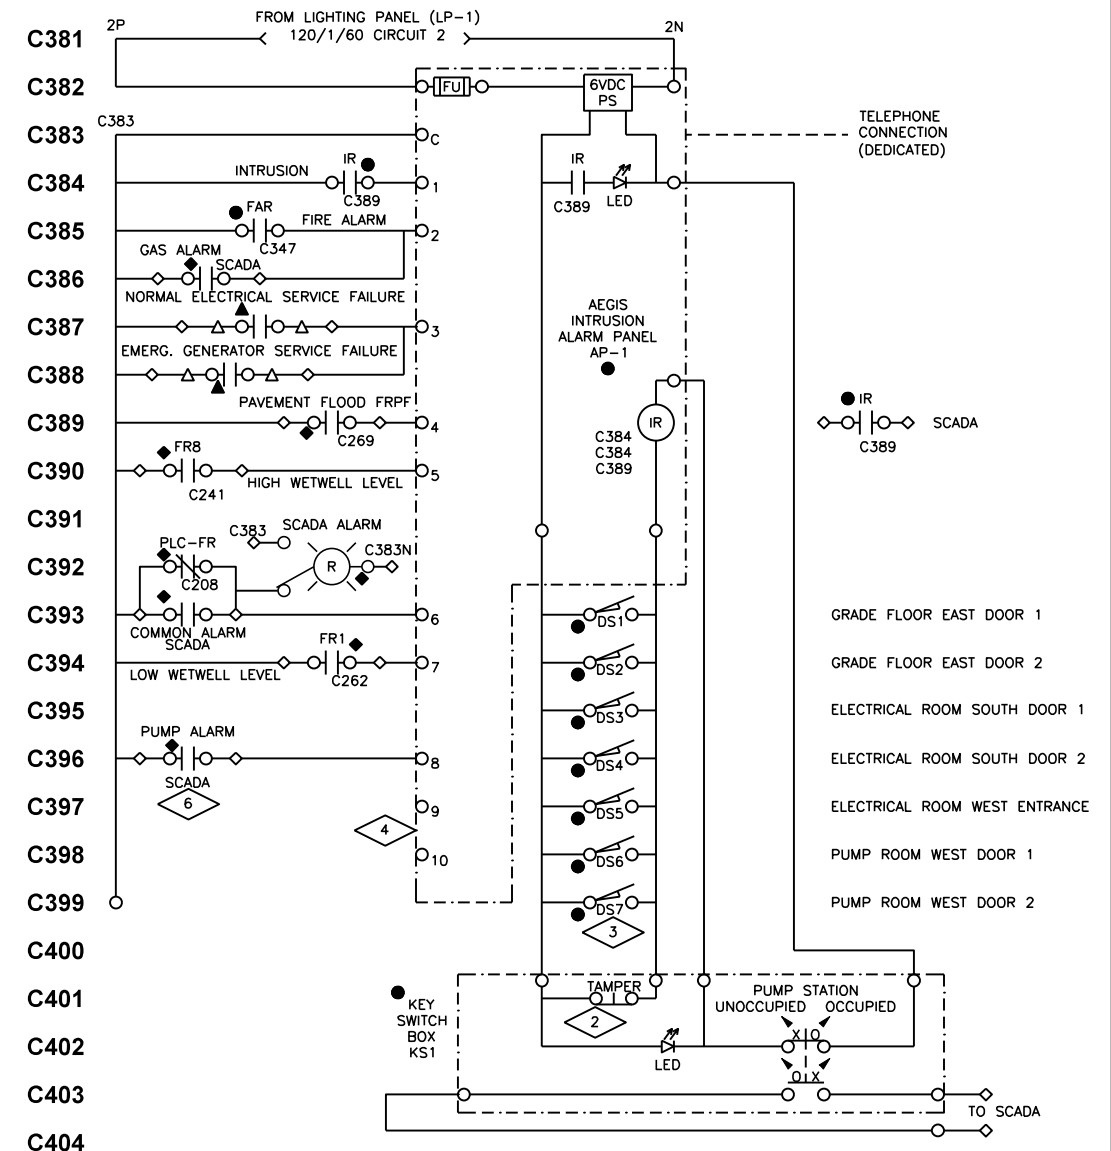 FROM LIGHTING PANEL (LP-1)
2P
2N
C381
120/1/60 CIRCUIT 2
C382
FU
6VDC
PS
C383
C383
C
TELEPHONE
CONNECTION
(DEDICATED)
IR
IR
INTRUSION
C384
1
C389
C389
LED
FAR
FIRE ALARM
C385
2
C347
GAS ALARM
SCADA
C386
NORMAL ELECTRICAL SERVICE FAILURE
AEGIS
INTRUSION
ALARM PANEL
AP-1
C387
3
EMERG. GENERATOR SERVICE FAILURE
C388
PAVEMENT FLOOD FRPF
IR
C389
4
C269
IR
C384
C384
C389
SCADA
C389
FR8
C390
5
HIGH WETWELL LEVEL
C241
C391
SCADA ALARM
C383
PLC-FR
C383N
C392
R
C208
C393
6
DS1
GRADE FLOOR EAST DOOR 1
COMMON ALARM
SCADA
FR1
C394
7
DS2
GRADE FLOOR EAST DOOR 2
LOW WETWELL LEVEL
C262
C395
DS3
ELECTRICAL ROOM SOUTH DOOR 1
PUMP ALARM
C396
8
DS4
ELECTRICAL ROOM SOUTH DOOR 2
SCADA
6
C397
9
DS5
ELECTRICAL ROOM WEST ENTRANCE
4
C398
10
DS6
PUMP ROOM WEST DOOR 1
C399
DS7
PUMP ROOM WEST DOOR 2
3
C400
C401
TAMPER
PUMP STATION
UNOCCUPIED OCCUPIED
KEY
SWITCH
BOX
KS1
2
C402
X O
LED
O X
C403
TO SCADA
C404